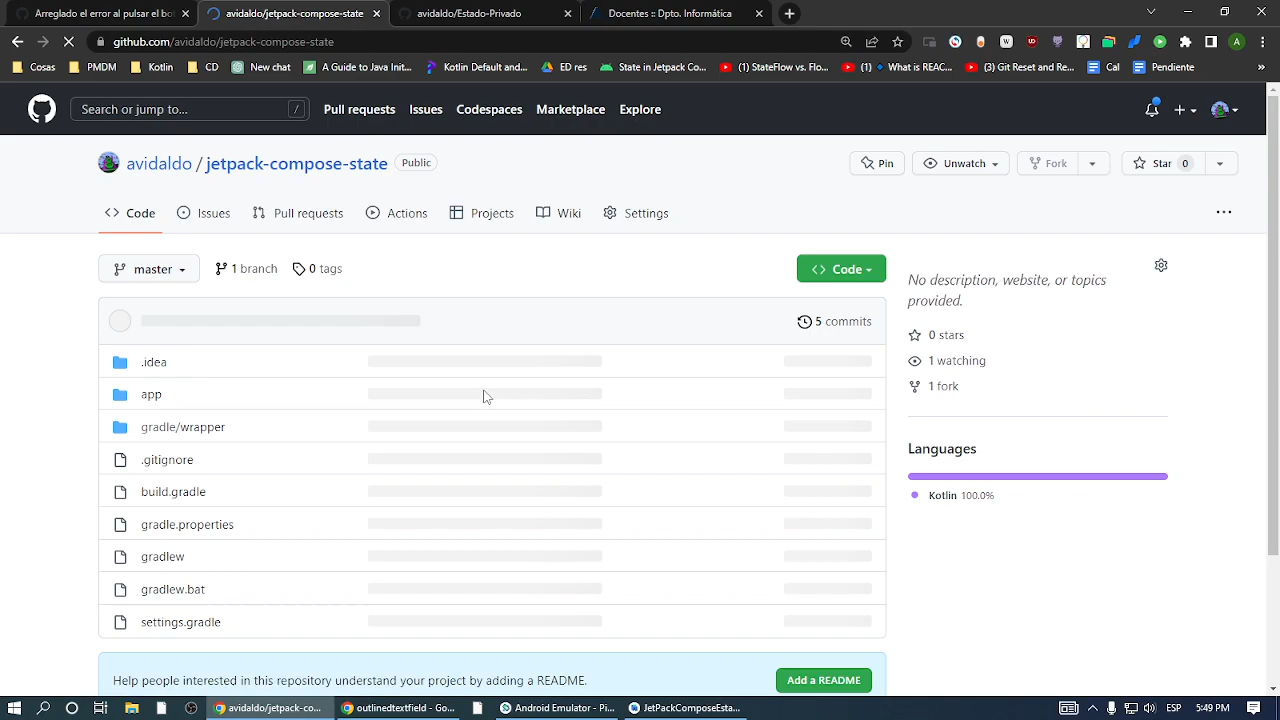 Arreglado el error al pulsar el bot
avidaldo/jetpack-compose-state
avidaldo/Estado-Privado
Docentes :: Dpto. Informática
github.com/avidaldo/jetpack-compose-state
Cosas
PMDM
Kotlin
CD
New chat
A Guide to Java Init...
Kotlin Default and...
ED res
State in Jetpack Co...
(1) StateFlow vs. Flo...
(1) What is REAC...
(3) Git Reset and Re...
Cal
Pendiente
»
Search or jump to...
/
Pull requests
Issues
Codespaces
Marketplace
Explore
avidaldo / jetpack-compose-state
Public
Pin
Unwatch
Fork
Star 0
Code
Issues
Pull requests
Actions
Projects
Wiki
Settings
master
1 branch
0 tags
Code
5 commits
.idea
app
gradle/wrapper
.gitignore
build.gradle
gradle.properties
gradlew
gradlew.bat
settings.gradle
Help people interested in this repository understand your project by adding a README.
Add a README
No description, website, or topics
provided.
0 stars
1 watching
1 fork
Languages
Kotlin 100.0%
avidaldo/jetpack-co...
outlinedtextfield - Go...
Android Emulator - Pi...
JetPackComposeEsta...
ESP
5:49 PM